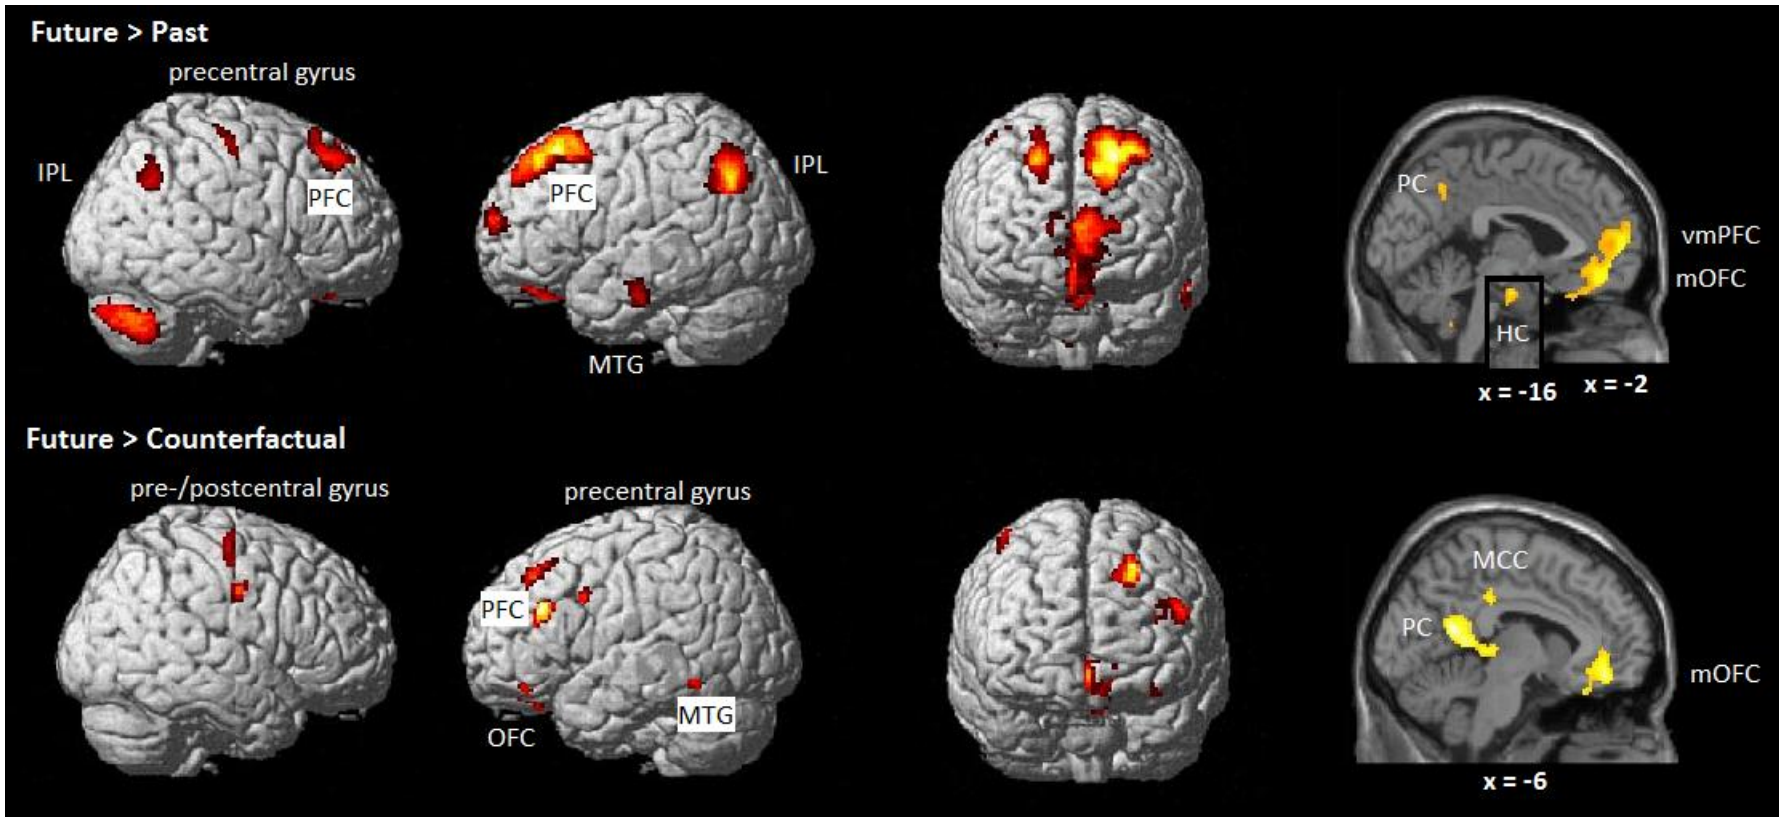 Future > Past
precentral gyrus
IPL
PFC
PFC
IPL
MTG
PC
vmPFC
mOFC
HC
x = -16
x = -2
Future > Counterfactual
pre-/postcentral gyrus
precentral gyrus
PFC
MTG
OFC
MCC
PC
mOFC
x = -6